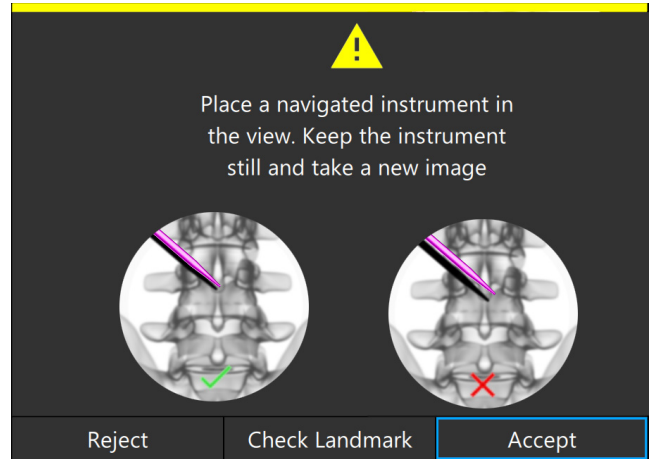 Place a navigated instrument in
the view. Keep the instrument
still and take a new image
Reject
Check Landmark
Accept